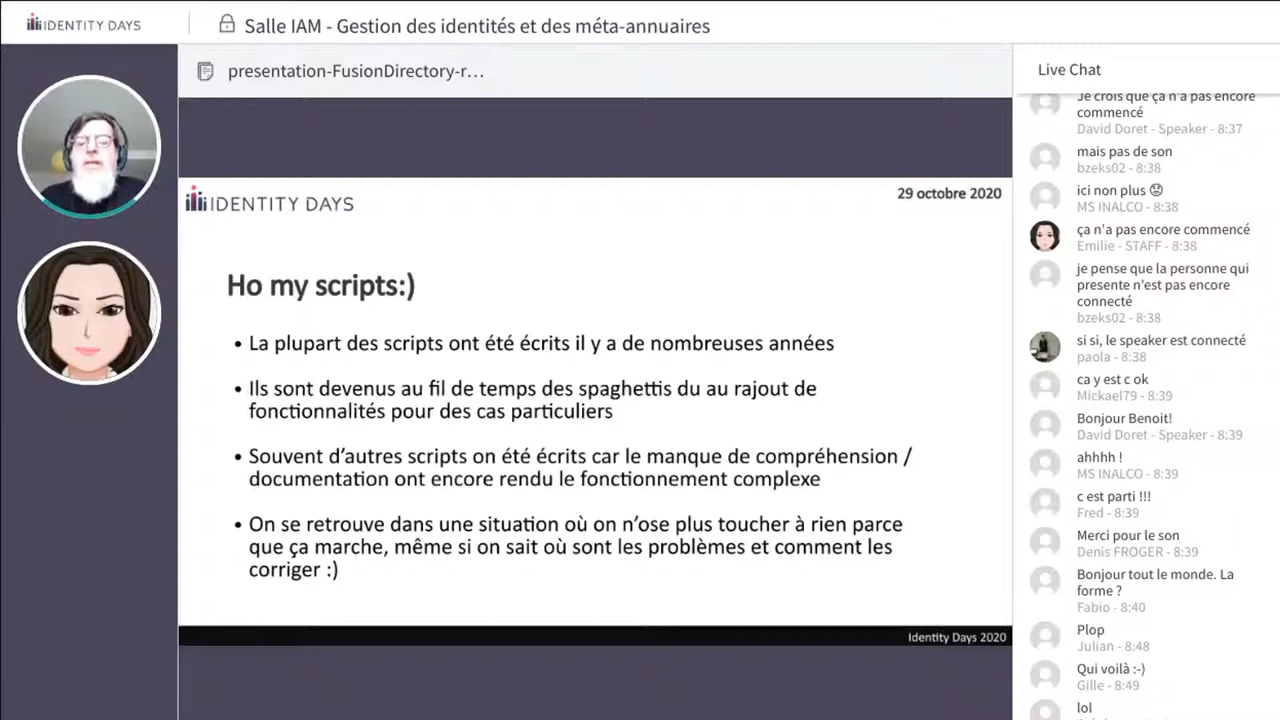 IDENTITY DAYS
Salle IAM - Gestion des identités et des méta-annuaires
presentation-FusionDirectory-r…
Live Chat
IDENTITY DAYS
29 octobre 2020
Ho my scripts:)
• La plupart des scripts ont été écrits il y a de nombreuses années
• Ils sont devenus au fil de temps des spaghettis du au rajout de
fonctionnalités pour des cas particuliers
• Souvent d'autres scripts on été écrits car le manque de compréhension /
documentation ont encore rendu le fonctionnement complexe
• On se retrouve dans une situation où on n'ose plus toucher à rien parce
que ça marche, même si on sait où sont les problèmes et comment les
corriger :)
Identity Days 2020
Je crois que ça n'a pas encore
commencé
David Doret - Speaker - 8:37
mais pas de son
bzeks02 - 8:38
ici non plus 😟
MS INALCO - 8:38
ça n'a pas encore commencé
Emilie - STAFF - 8:38
je pense que la personne qui
presente n'est pas encore
connecté
bzeks02 - 8:38
si si, le speaker est connecté
paola - 8:38
ca y est c ok
Mickael79 - 8:39
Bonjour Benoit!
David Doret - Speaker - 8:39
ahhhh !
MS INALCO - 8:39
c est parti !!!
Fred - 8:39
Merci pour le son
Denis FROGER - 8:39
Bonjour tout le monde. La
forme ?
Fabio - 8:40
Plop
Julian - 8:48
Qui voilà :-)
Gille - 8:49
lol